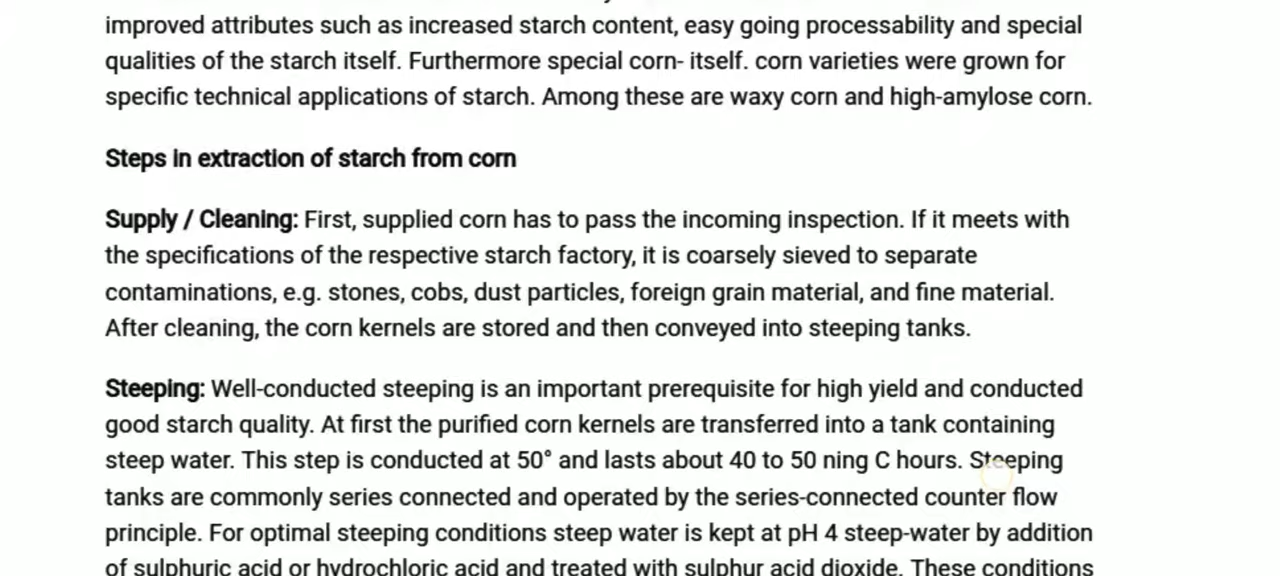 improved attributes such as increased starch content, easy going processability and special
qualities of the starch itself. Furthermore special corn- itself. corn varieties were grown for
specific technical applications of starch. Among these are waxy corn and high-amylose corn.
Steps in extraction of starch from corn
Supply / Cleaning: First, supplied corn has to pass the incoming inspection. If it meets with
the specifications of the respective starch factory, it is coarsely sieved to separate
contaminations, e.g. stones, cobs, dust particles, foreign grain material, and fine material.
After cleaning, the corn kernels are stored and then conveyed into steeping tanks.
Steeping: Well-conducted steeping is an important prerequisite for high yield and conducted
good starch quality. At first the purified corn kernels are transferred into a tank containing
steep water. This step is conducted at 50° and lasts about 40 to 50 ning C hours. Steeping
tanks are commonly series connected and operated by the series-connected counter flow
principle. For optimal steeping conditions steep water is kept at pH 4 steep-water by addition
of sulphuric acid or hydrochloric acid and treated with sulphur acid dioxide. These conditions